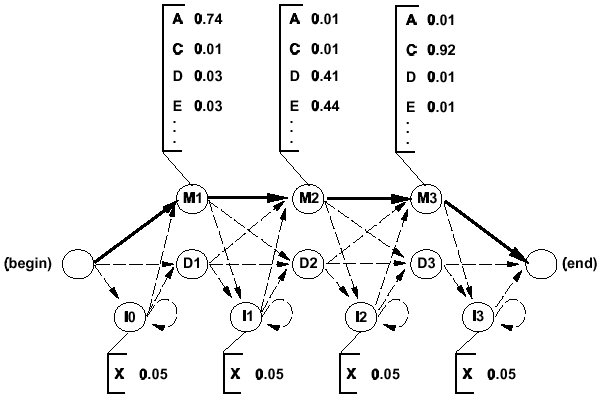 A 0.74 A 0.01 A 0.01
C 0.01 C 0.01 C 0.92
D 0.03 D 0.41 D 0.01
E 0.03 E 0.44 E 0.01
M1 M2 M3
(begin) D1 D2 D3 (end)
I0 I1 I2 I3
X 0.05 X 0.05 X 0.05 X 0.05